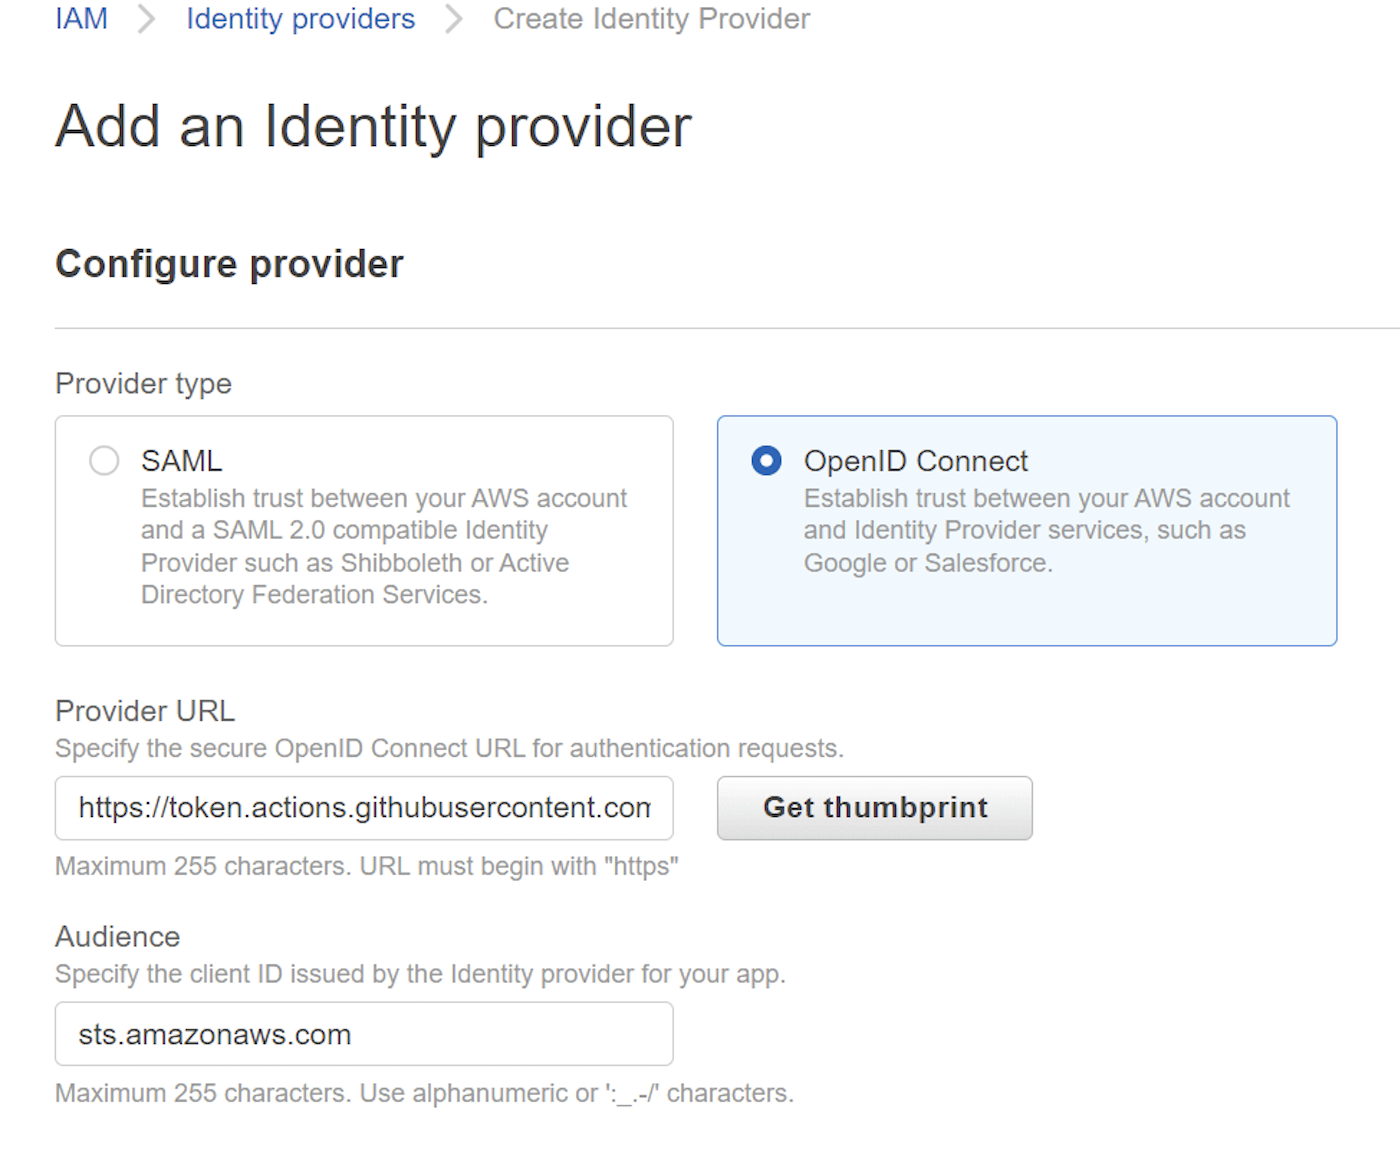 IAM > Identity providers > Create Identity Provider
Add an Identity provider
Configure provider
Provider type
SAML
Establish trust between your AWS account
and a SAML 2.0 compatible Identity
Provider such as Shibboleth or Active
Directory Federation Services.
OpenID Connect
Establish trust between your AWS account
and Identity Provider services, such as
Google or Salesforce.
Provider URL
Specify the secure OpenID Connect URL for authentication requests.
https://token.actions.githubusercontent.com
Get thumbprint
Maximum 255 characters. URL must begin with "https"
Audience
Specify the client ID issued by the Identity provider for your app.
sts.amazonaws.com
Maximum 255 characters. Use alphanumeric or ':_.-/' characters.